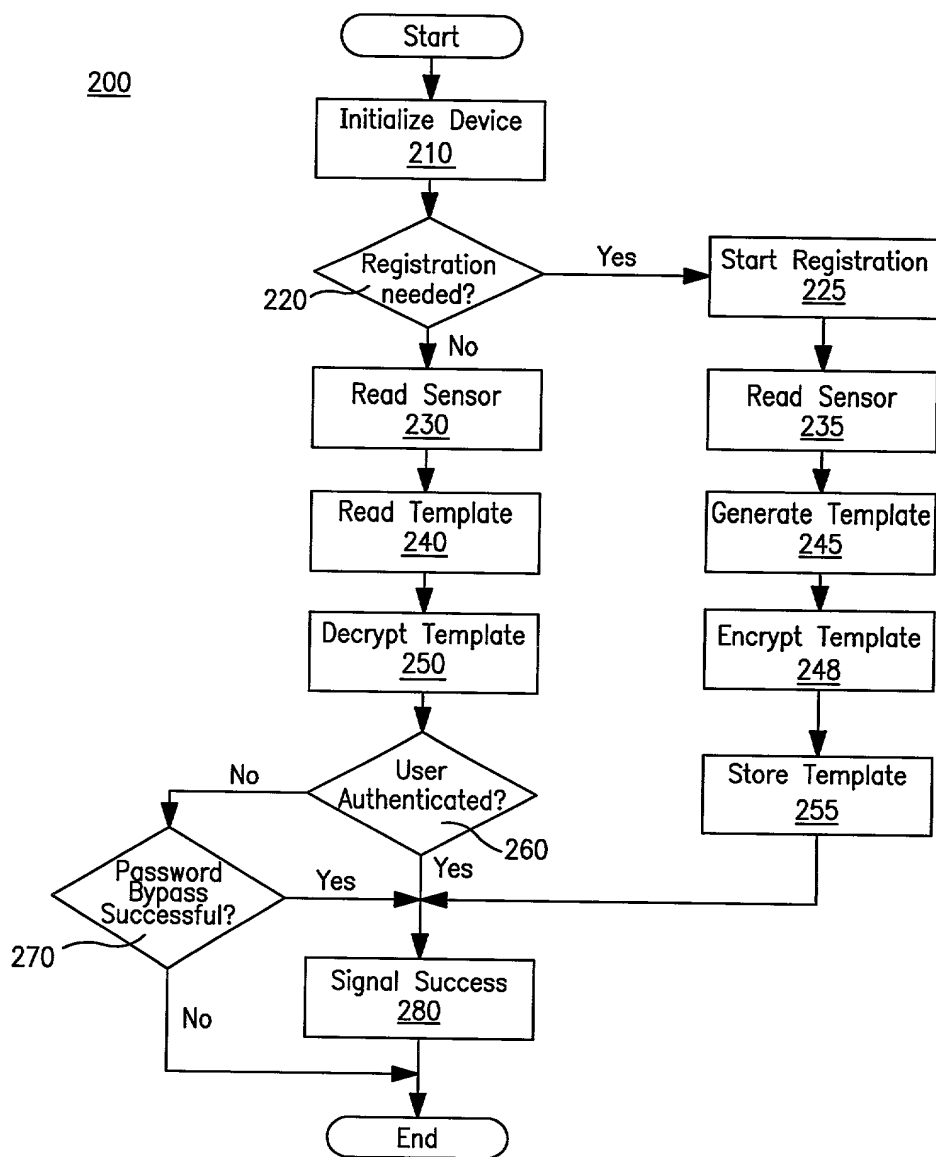 Start
200
Initialize Device
210
Registration
needed?
220
Yes
Start Registration
225
No
Read Sensor
230
Read Sensor
235
Read Template
240
Generate Template
245
Decrypt Template
250
Encrypt Template
248
User
Authenticated?
260
No
Yes
Store Template
255
Password
Bypass
Successful?
270
Yes
No
Signal Success
280
End